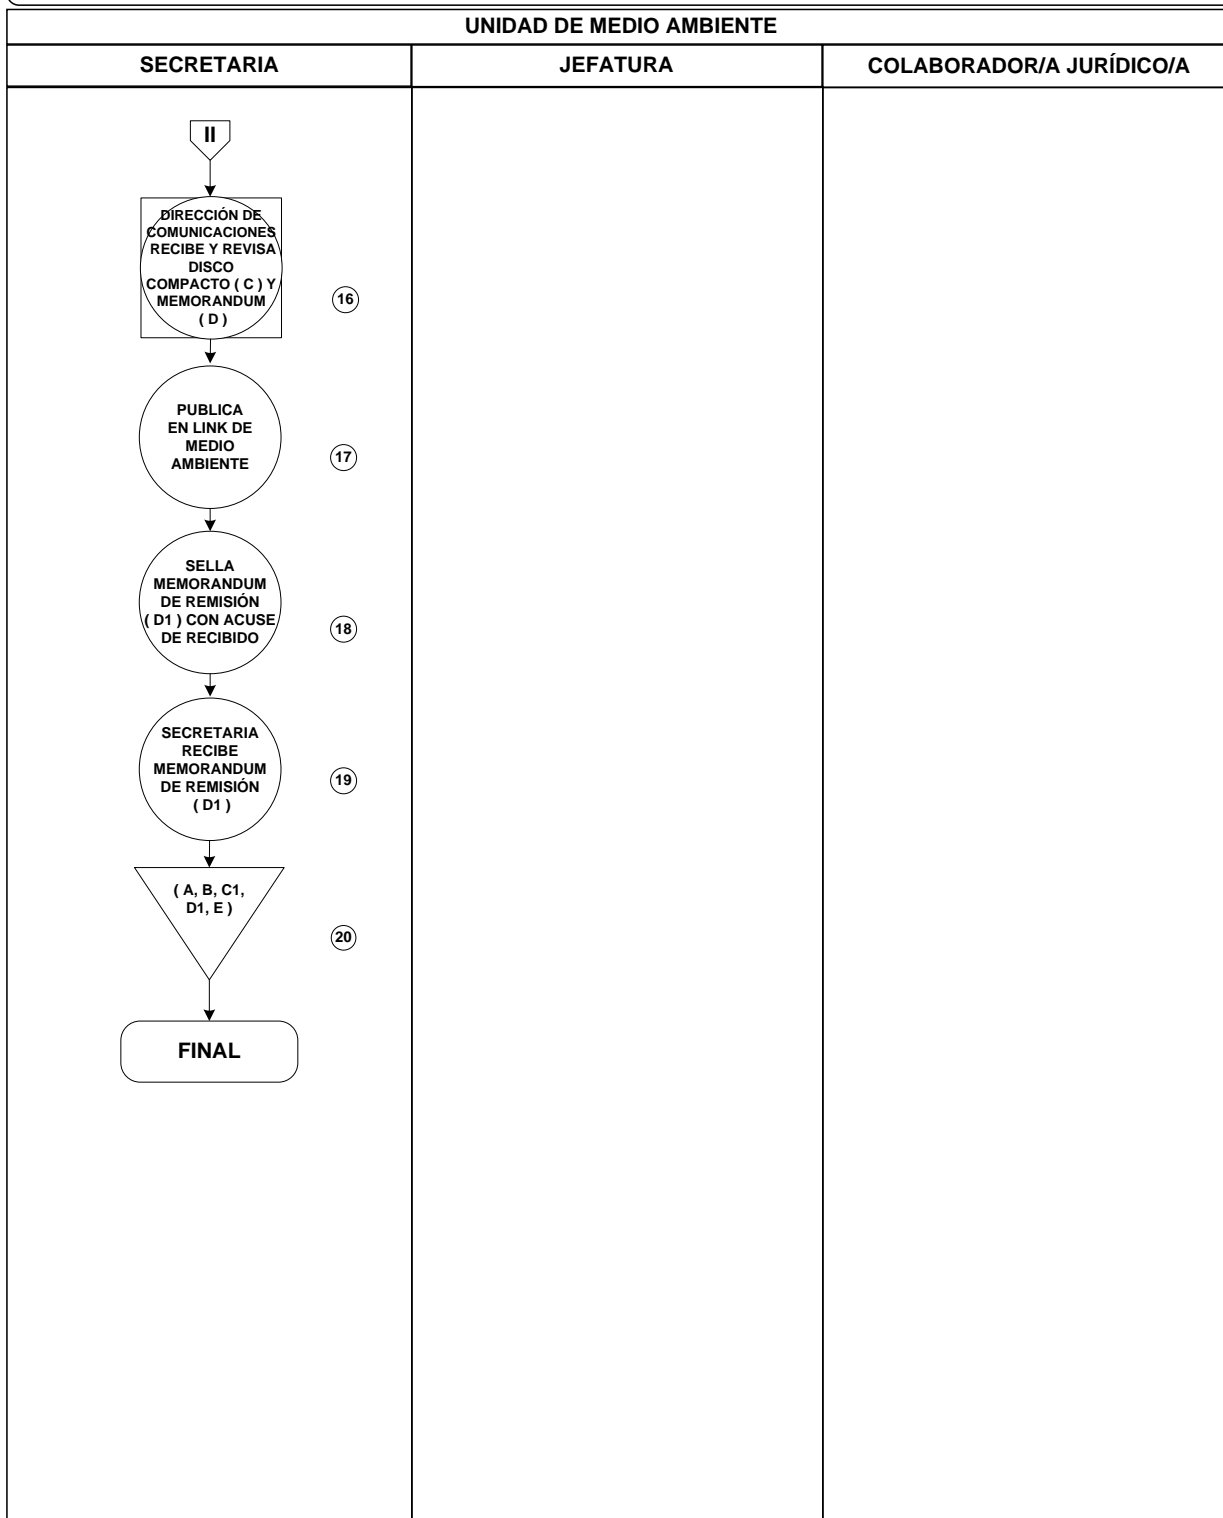 UNIDAD DE MEDIO AMBIENTE
SECRETARIA
JEFATURA
COLABORADOR/A JURÍDICO/A
II
DIRECCIÓN DE
COMUNICACIONES
RECIBE Y REVISA
DISCO
COMPACTO ( C ) Y
MEMORANDUM
( D )
16
PUBLICA
EN LINK DE
MEDIO
AMBIENTE
17
SELLA
MEMORANDUM
DE REMISIÓN
( D1 ) CON ACUSE
DE RECIBIDO
18
SECRETARIA
RECIBE
MEMORANDUM
DE REMISIÓN
( D1 )
19
( A, B, C1,
D1, E )
20
FINAL